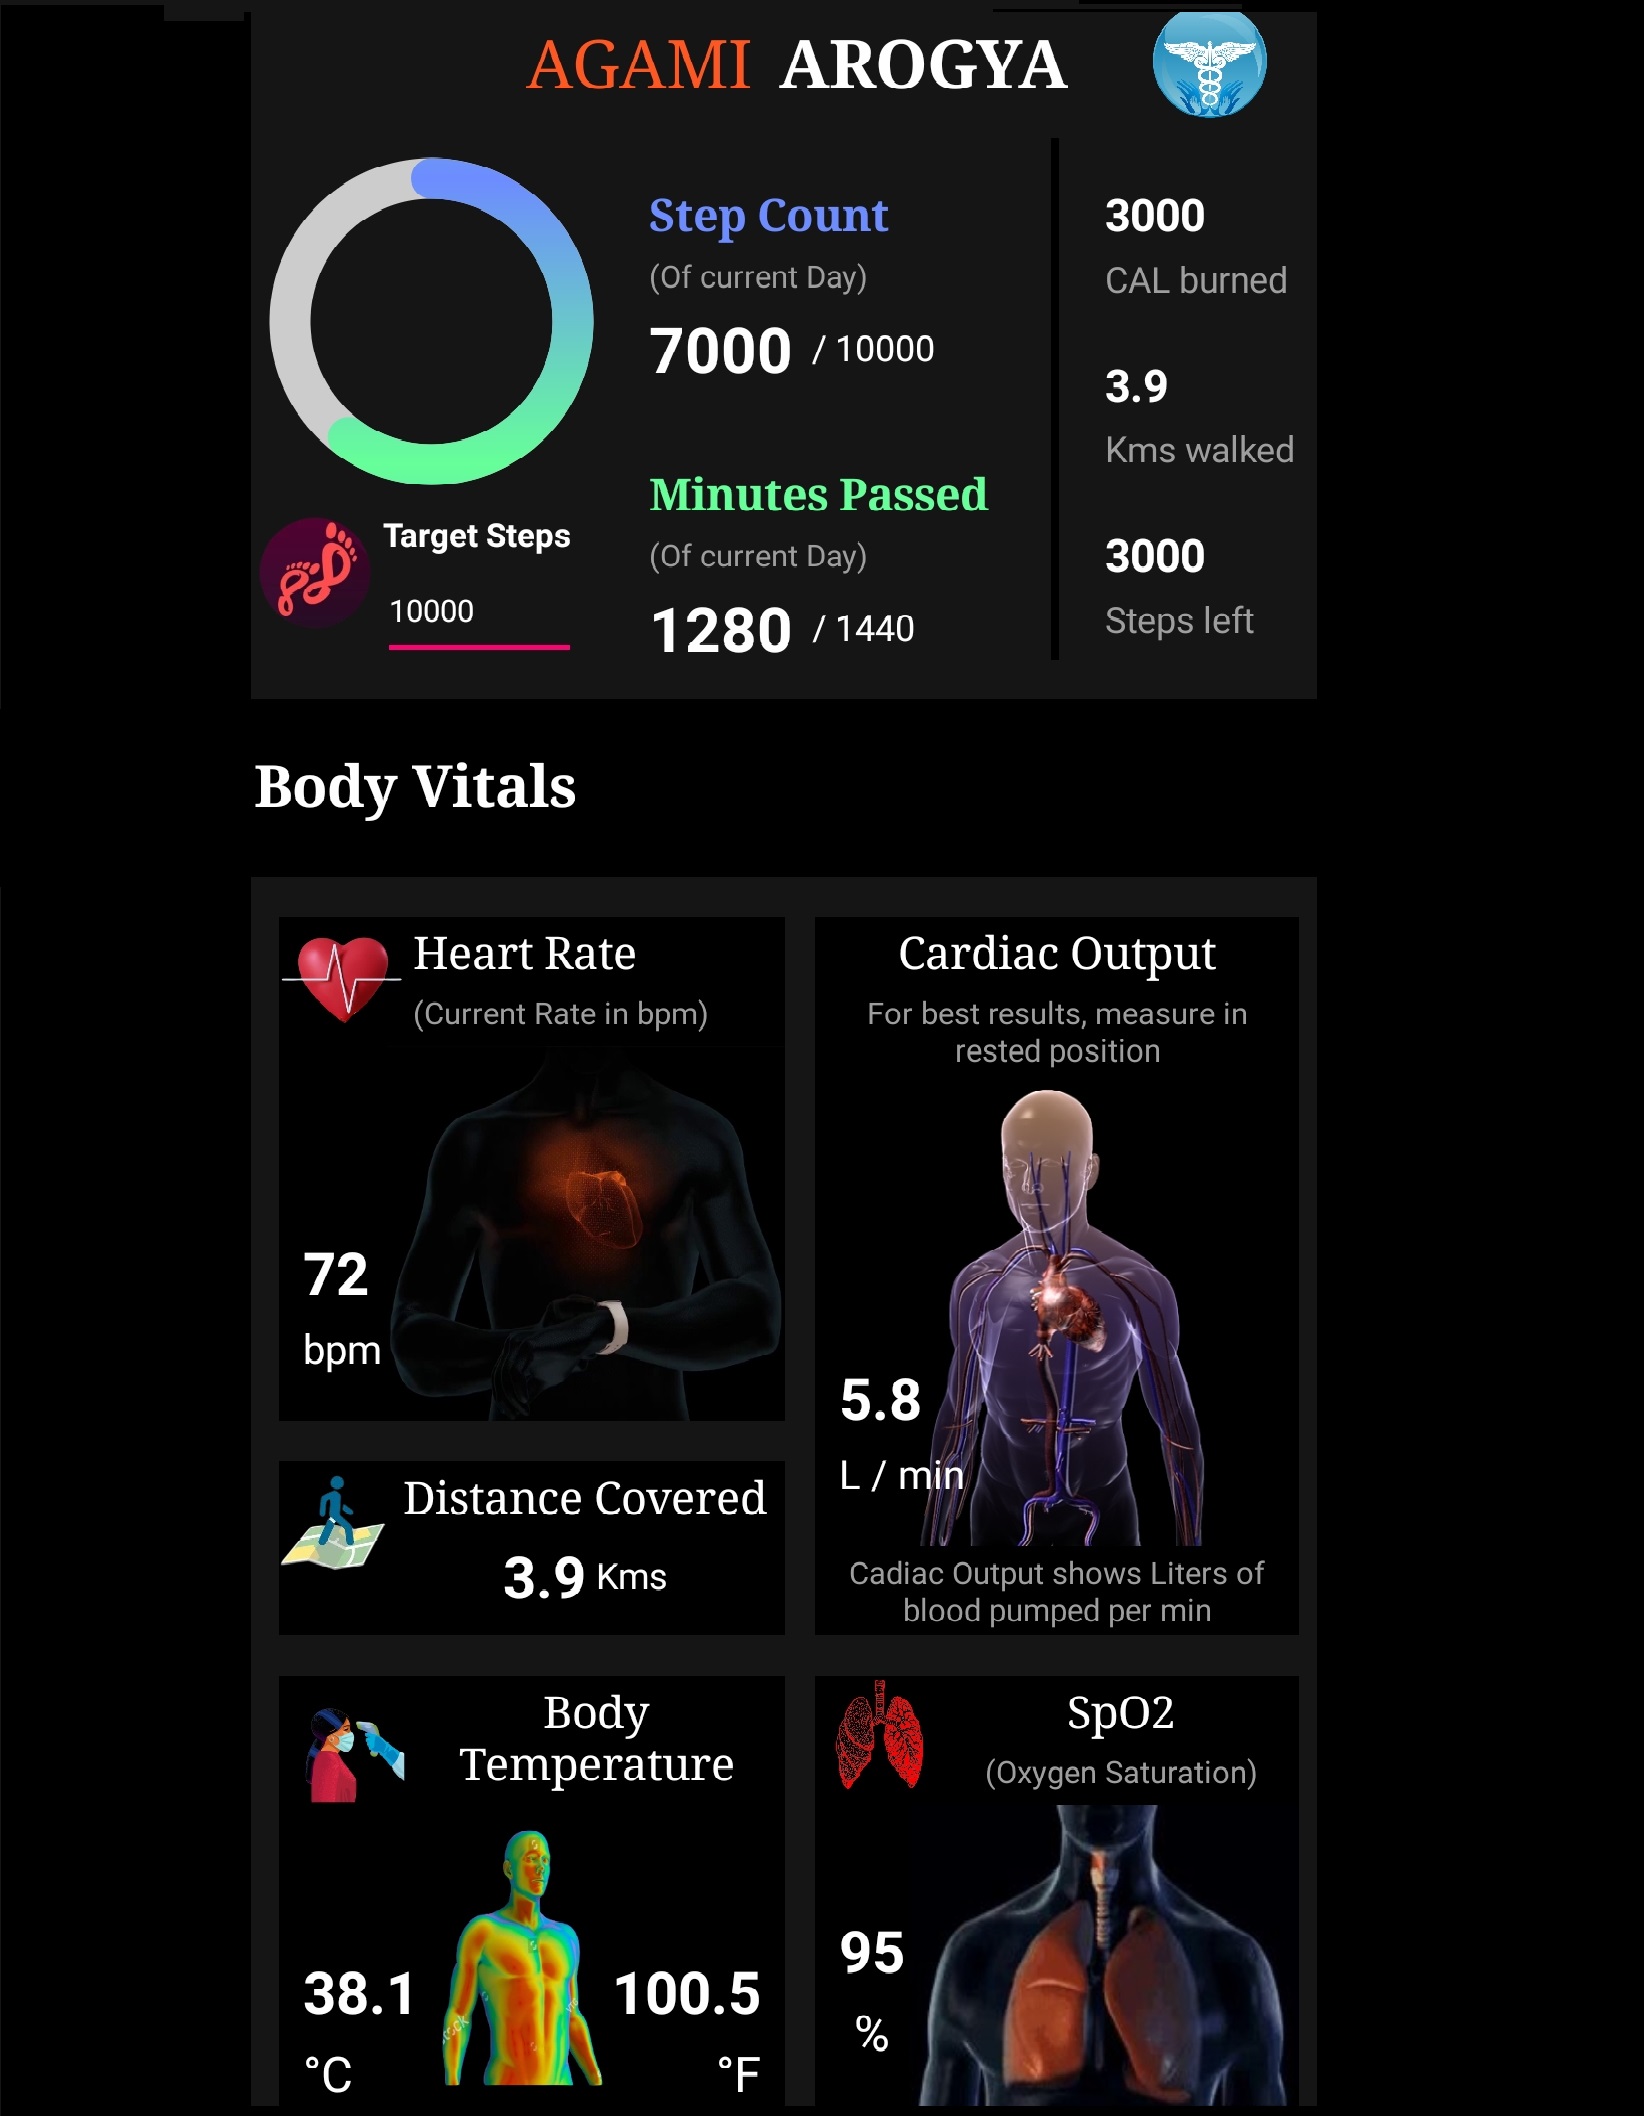 AGAMI AROGYA
Step Count
(Of current Day)
7000 / 10000
Minutes Passed
(Of current Day)
1280 / 1440
Target Steps
10000
3000
CAL burned
3.9
Kms walked
3000
Steps left
Body Vitals
Heart Rate
(Current Rate in bpm)
72
bpm
Cardiac Output
For best results, measure in
rested position
5.8
L / min
Cadiac Output shows Liters of
blood pumped per min
Distance Covered
3.9 Kms
Body
Temperature
38.1
°C
100.5
°F
SpO2
(Oxygen Saturation)
95
%